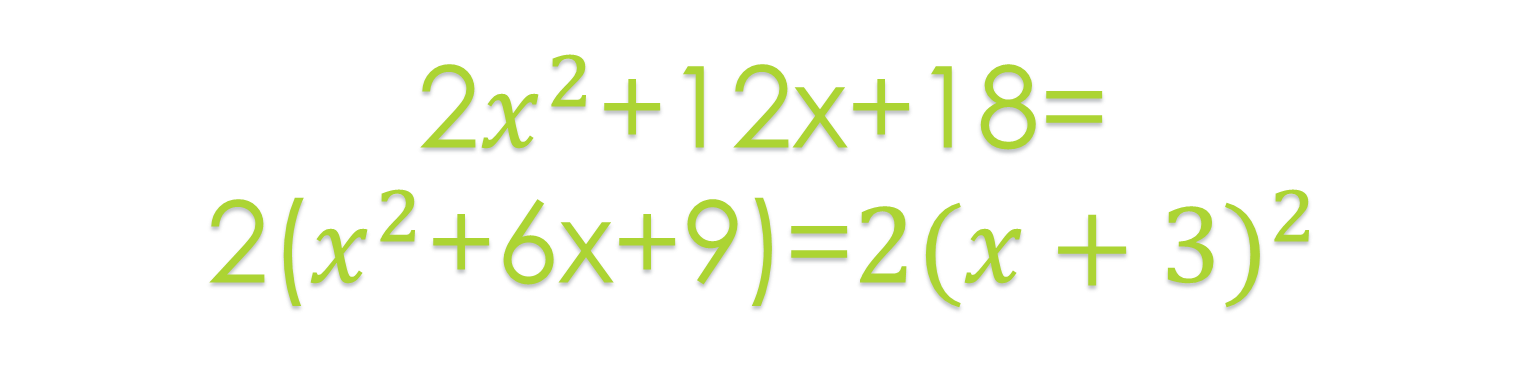 2𝑥²+12x+18=
2(𝑥²+6x+9)=2(𝑥 + 3)²